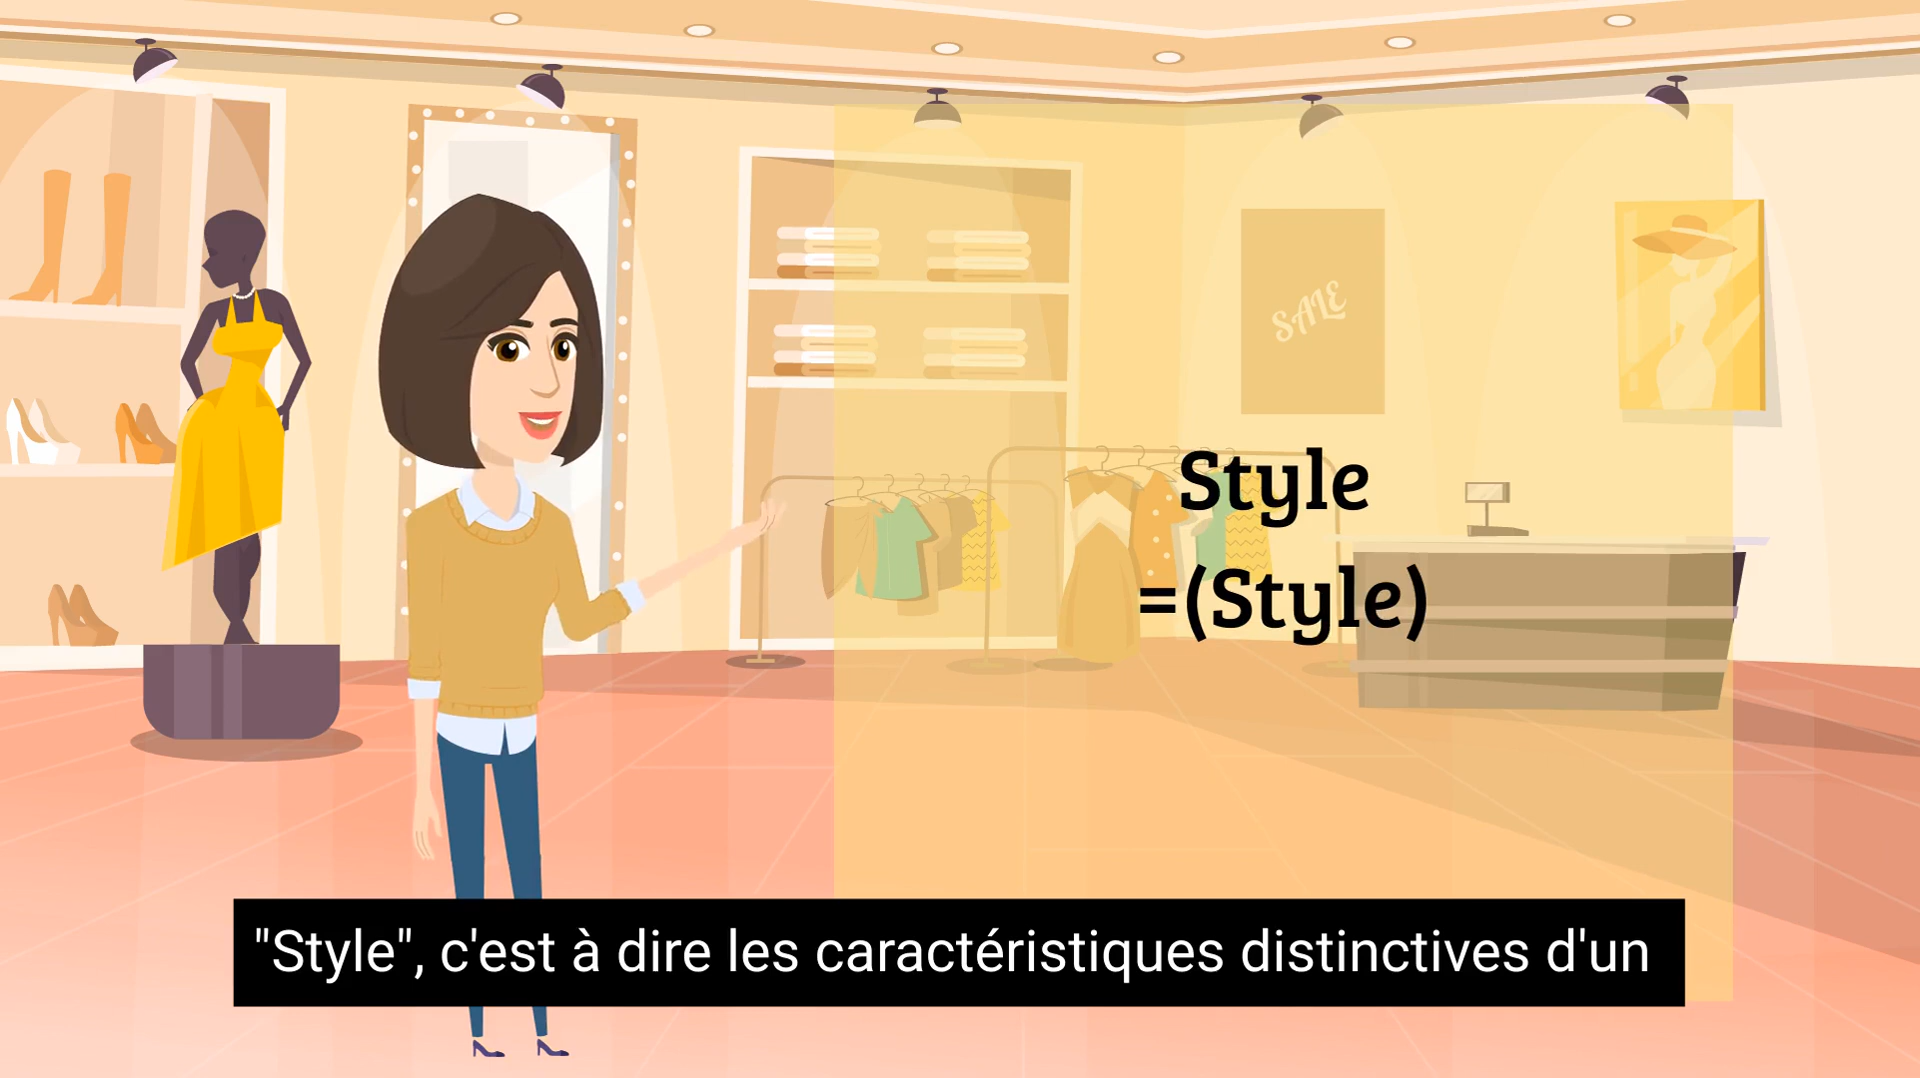 SALE
Style
=(Style)
"Style", c'est à dire les caractéristiques distinctives d'un